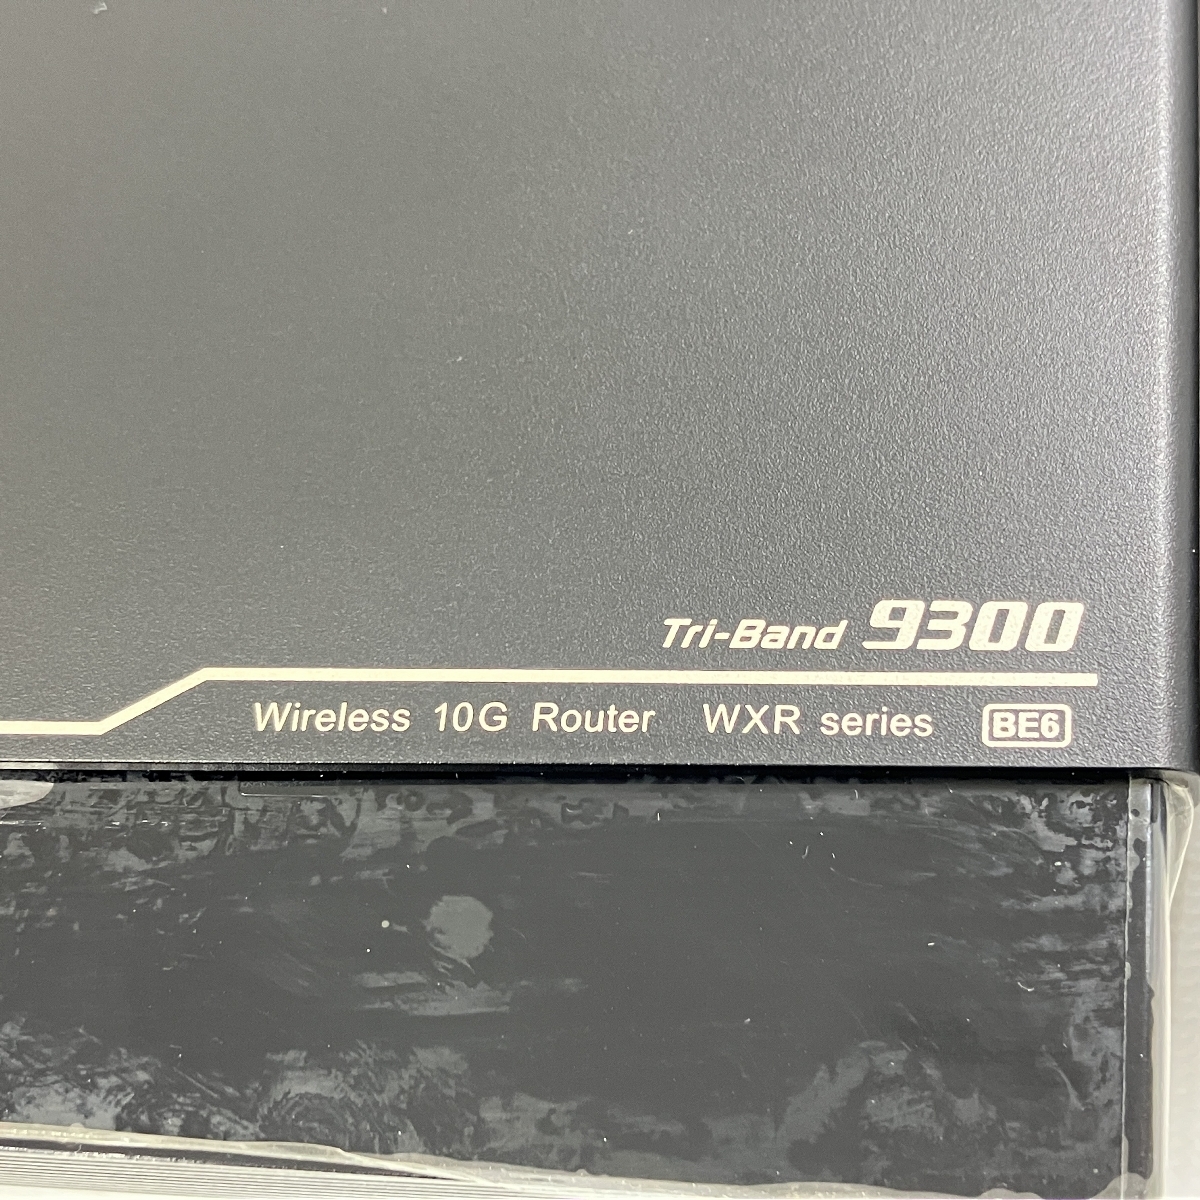 Tri-Band 9300
Wireless 10G Router WXR series BE6